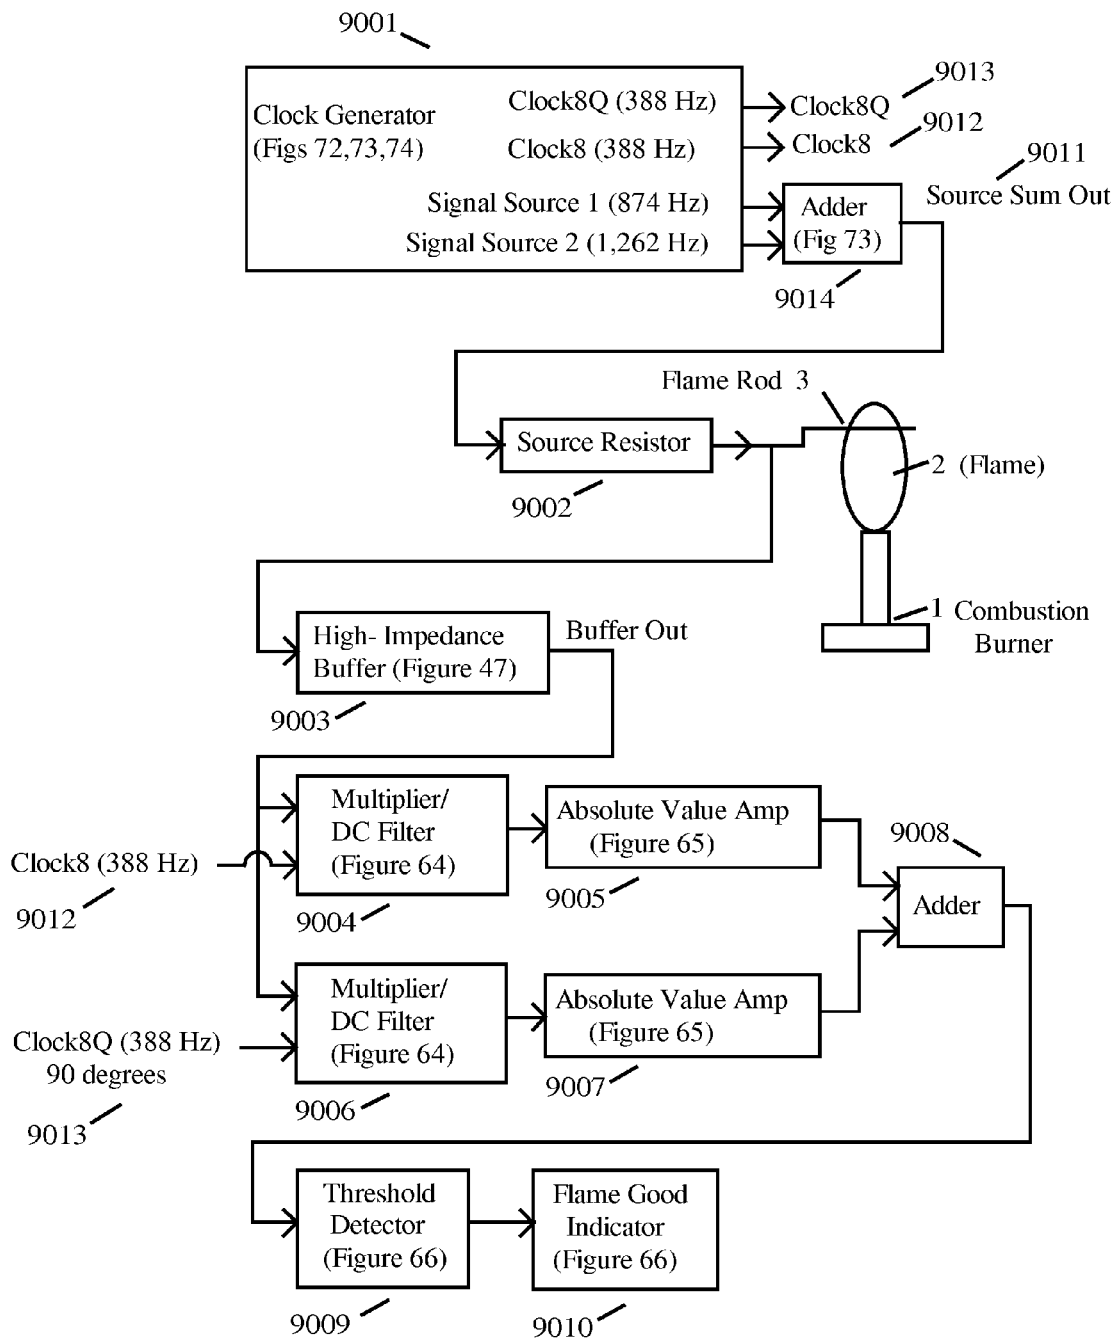 9001
Clock Generator
(Figs 72,73,74)
Clock8Q (388 Hz)
Clock8 (388 Hz)
Signal Source 1 (874 Hz)
Signal Source 2 (1,262 Hz)
Clock8Q
9013
Clock8
9012
9011
Source Sum Out
Adder
(Fig 73)
9014
Flame Rod 3
Source Resistor
9002
2 (Flame)
1 Combustion
Burner
High- Impedance
Buffer (Figure 47)
9003
Buffer Out
Multiplier/
DC Filter
(Figure 64)
9004
Absolute Value Amp
(Figure 65)
9005
9008
Adder
Clock8 (388 Hz)
9012
Multiplier/
DC Filter
(Figure 64)
9006
Absolute Value Amp
(Figure 65)
9007
Clock8Q (388 Hz)
90 degrees
9013
Threshold
Detector
(Figure 66)
9009
Flame Good
Indicator
(Figure 66)
9010